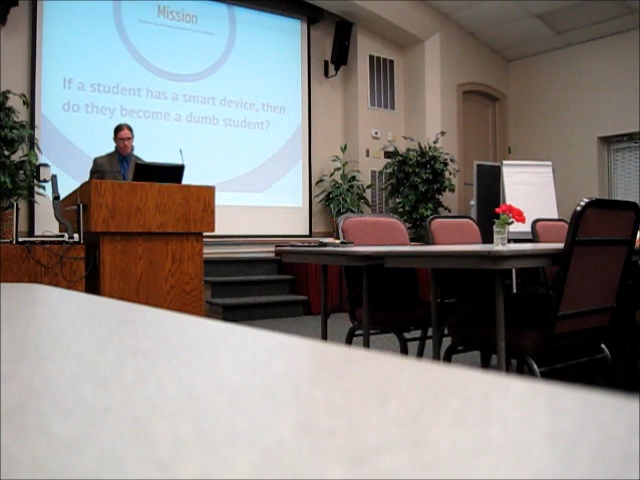 Mission
If a student has a smart device, then
do they become a dumb student?